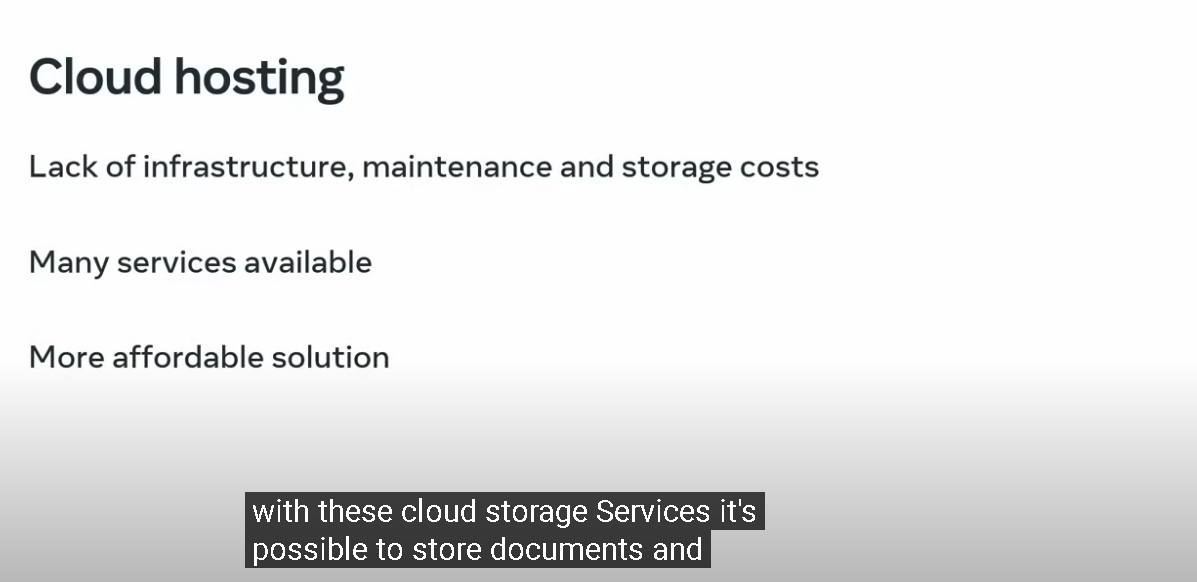 Cloud hosting
Lack of infrastructure, maintenance and storage costs
Many services available
More affordable solution
with these cloud storage Services it's
possible to store documents and